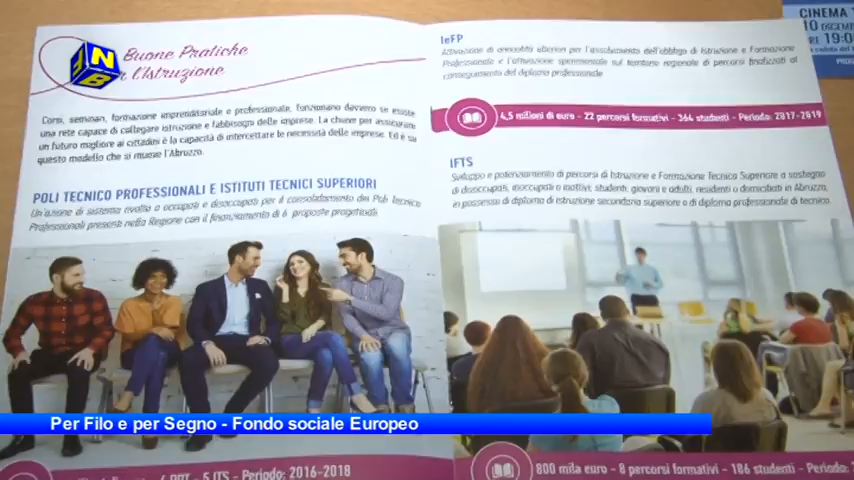 Buone Pratiche
r l'Istruzione
Corsi, seminari, formazione imprenditoriale e professionale, funzionano davvero se esiste
una rete capace di collegare istruzione e fabbisogno delle imprese. La chiave per assicurare
un futuro migliore ai cittadini è la capacità di intercettare le necessità delle imprese. Ed è su
questo modello che si muove l'Abruzzo.
POLI TECNICO PROFESSIONALI E ISTITUTI TECNICI SUPERIORI
Un'azione di sistema rivolta a occupati e disoccupati per il consolidamento dei Poli Tecnico
Professionali presenti nella Regione con il finanziamento di 6 proposte progettuali
5 ITS - Periodo: 2016-2018
IeFP
Attivazione di annualità ulteriori per l'assolvimento dell'obbligo di Istruzione e Formazione
Professionale e l'attivazione sperimentale sul territorio regionale di percorsi finalizzati al
conseguimento del diploma professionale
4,5 milioni di euro - 22 percorsi formativi - 364 studenti - Periodo: 2017-2019
IFTS
Sviluppo e potenziamento di percorsi di Istruzione e Formazione Tecnica Superiore a sostegno
di disoccupati, inoccupati o inattivi, studenti, giovani e adulti, residenti o domiciliati in Abruzzo,
in possesso di diploma di istruzione secondaria superiore o di diploma professionale di tecnico
800 mila euro - 8 percorsi formativi - 186 studenti - Periodo: 2
CINEMA
10 DICEM
ORE 19:0
Per Filo e per Segno - Fondo sociale Europeo